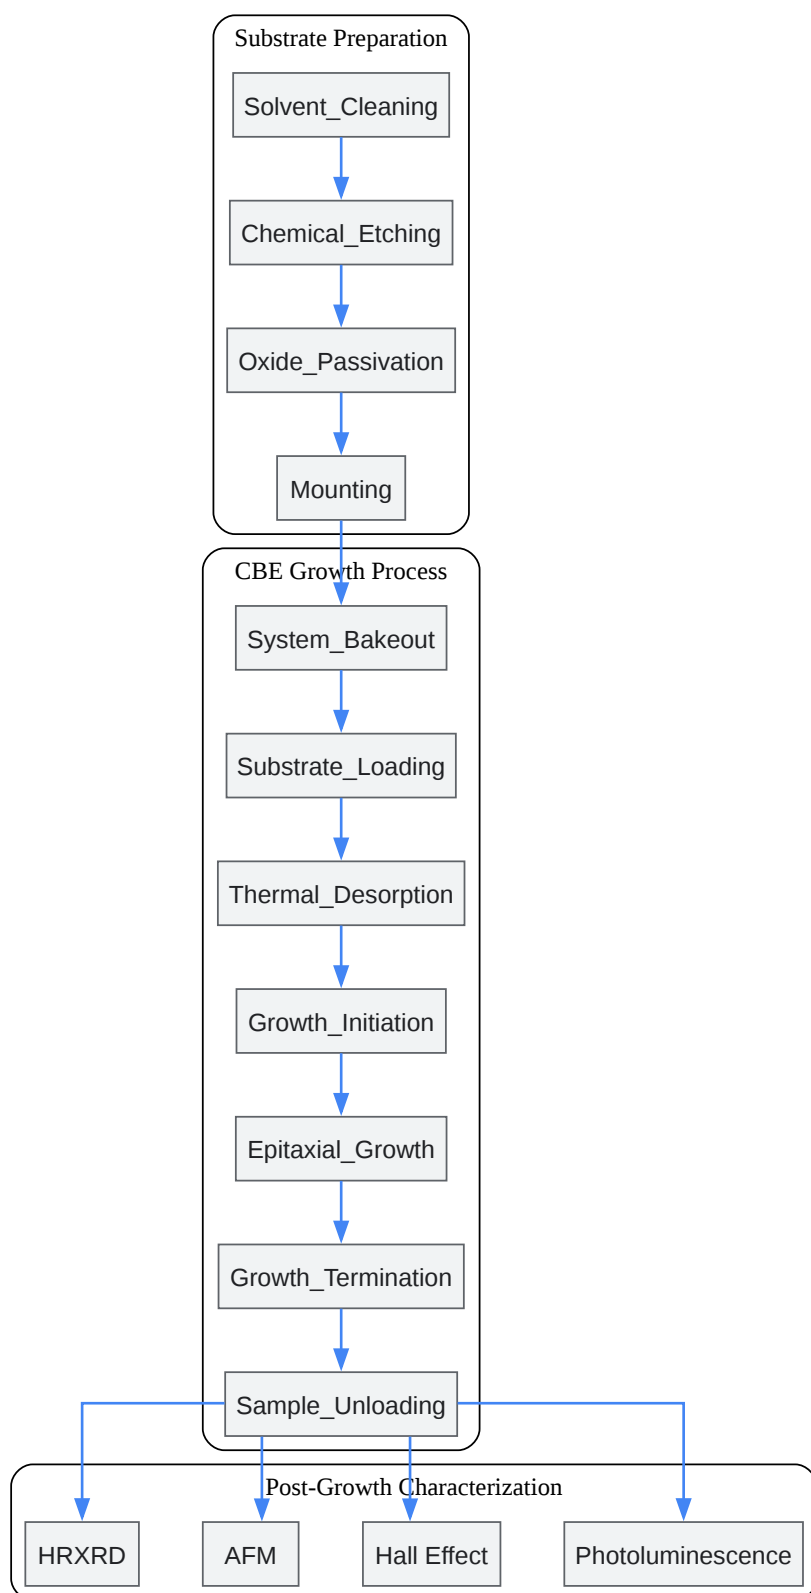 Substrate Preparation
Solvent_Cleaning
Chemical_Etching
Oxide_Passivation
Mounting
CBE Growth Process
System_Bakeout
Substrate_Loading
Thermal_Desorption
Growth_Initiation
Epitaxial_Growth
Growth_Termination
Sample_Unloading
Post-Growth Characterization
HRXRD
AFM
Hall Effect
Photoluminescence